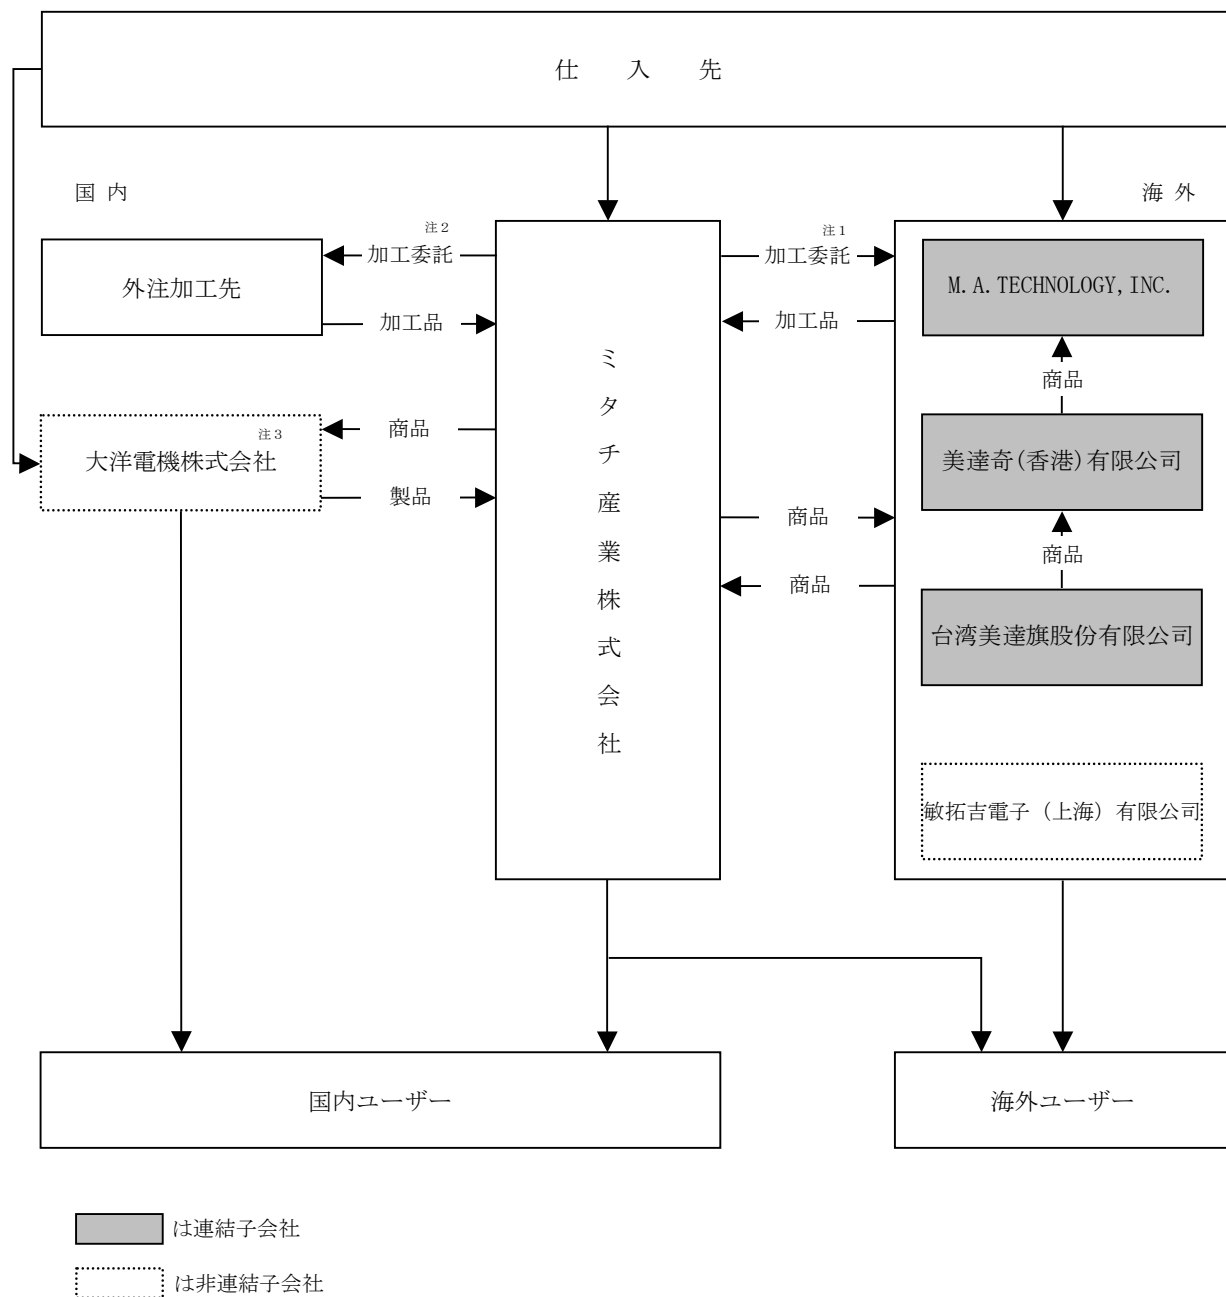 仕入先
国内
海外
注２
加工委託
注１
加工委託
外注加工先
M.A.TECHNOLOGY,INC.
加工品
加工品
ミタチ産業株式会社
商品
注３
商品
大洋電機株式会社
美達奇(香港)有限公司
製品
商品
商品
商品
台湾美達旗股份有限公司
敏拓吉電子（上海）有限公司
国内ユーザー
海外ユーザー
は連結子会社
は非連結子会社